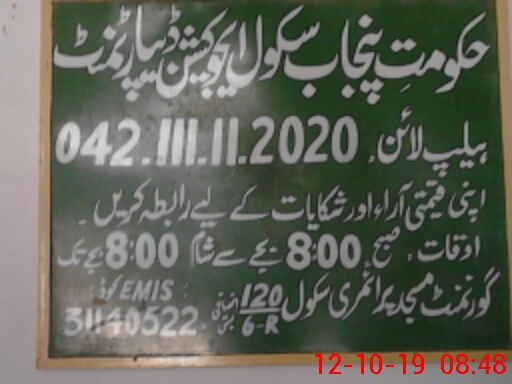 حکومتِ پنجاب سکول ایجوکیشن ڈیپارٹمنٹ
ہیلپ لائن. 042.111.11.2020
اپنی قیمتی آراء اور شکایات کے لیے رابطہ کریں۔
اوقات: صبح 8:00 بجے سے شام 8:00 بجے تک
گورنمنٹ مسجد پرائمری سکول 120/6-R
EMIS کوڈ: 31140522
12-10-19 08:48